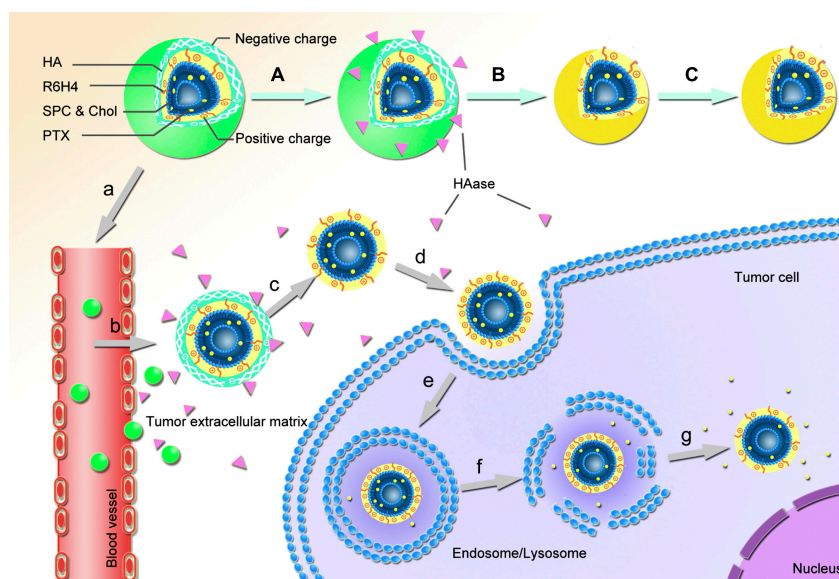 Negative charge
HA
R6H4
SPC & Chol
PTX
Positive charge
A
B
C
HAase
a
b
c
d
e
f
g
Tumor cell
Tumor extracellular matrix
Blood vessel
Endosome/Lysosome
Nucleus